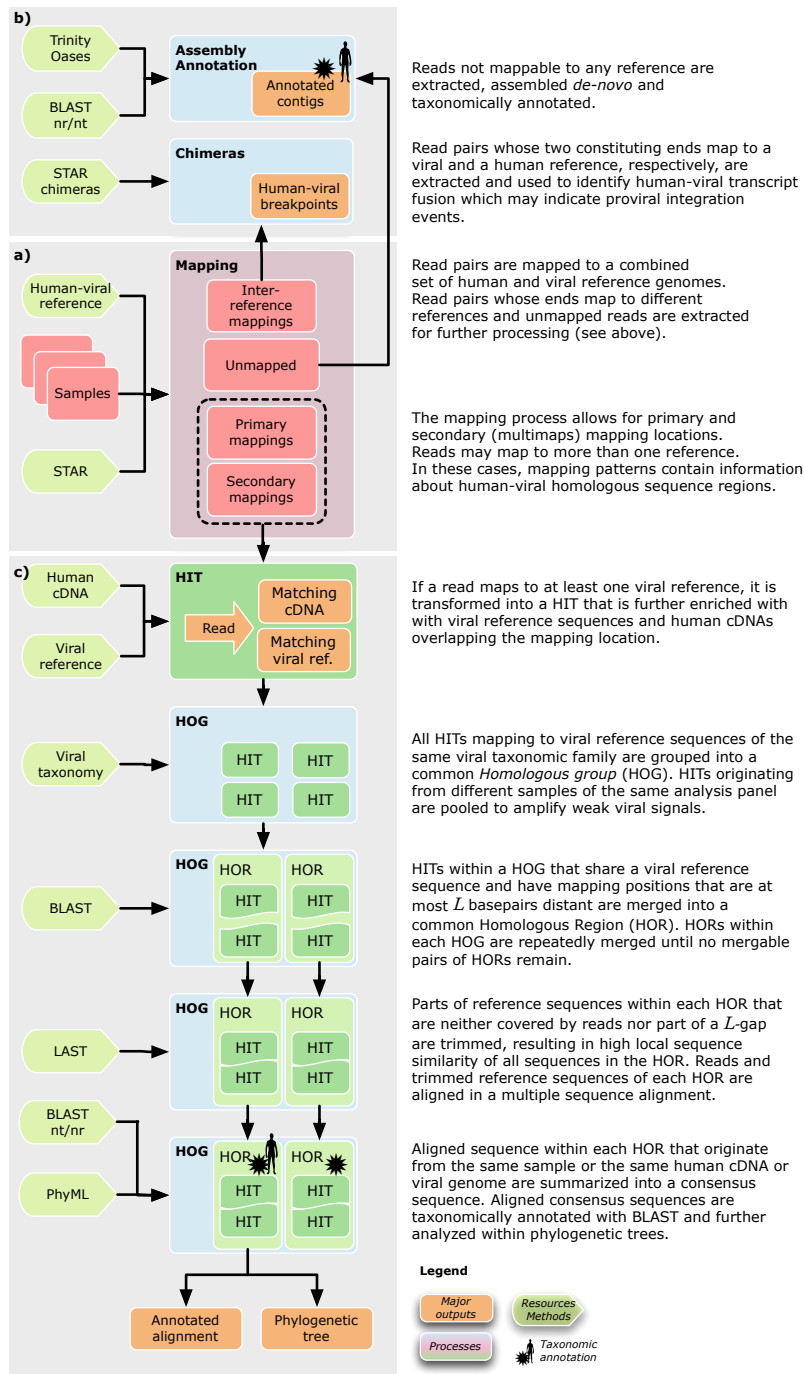 b)
Trinity
Oases
BLAST
nr/nt
Assembly
Annotation
Annotated
contigs
Reads not mappable to any reference are
extracted, assembled de-novo and
taxonomically annotated.
STAR
chimeras
Chimeras
Human-viral
breakpoints
Read pairs whose two constituting ends map to a
viral and a human reference, respectively, are
extracted and used to identify human-viral transcript
fusion which may indicate proviral integration
events.
a)
Human-viral
reference
Samples
STAR
Mapping
Inter-
reference
mappings
Unmapped
Primary
mappings
Secondary
mappings
Read pairs are mapped to a combined
set of human and viral reference genomes.
Read pairs whose ends map to different
references and unmapped reads are extracted
for further processing (see above).
The mapping process allows for primary and
secondary (multimaps) mapping locations.
Reads may map to more than one reference.
In these cases, mapping patterns contain information
about human-viral homologous sequence regions.
c)
Human
cDNA
Viral
reference
HIT
Read
Matching
cDNA
Matching
viral ref.
If a read maps to at least one viral reference, it is
transformed into a HIT that is further enriched with
with viral reference sequences and human cDNAs
overlapping the mapping location.
Viral
taxonomy
HOG
HIT
HIT
HIT
HIT
All HITs mapping to viral reference sequences of the
same viral taxonomic family are grouped into a
common Homologous group (HOG). HITs originating
from different samples of the same analysis panel
are pooled to amplify weak viral signals.
BLAST
HOG
HOR
HIT
HIT
HOR
HIT
HIT
HITs within a HOG that share a viral reference
sequence and have mapping positions that are at
most L basepairs distant are merged into a
common Homologous Region (HOR). HORs within
each HOG are repeatedly merged until no mergable
pairs of HORs remain.
LAST
HOG
HOR
HIT
HIT
HOR
HIT
HIT
Parts of reference sequences within each HOR that
are neither covered by reads nor part of a L-gap
are trimmed, resulting in high local sequence
similarity of all sequences in the HOR. Reads and
trimmed reference sequences of each HOR are
aligned in a multiple sequence alignment.
BLAST
nt/nr
PhyML
HOG
HOR
HIT
HIT
HOR
HIT
HIT
Aligned sequence within each HOR that originate
from the same sample or the same human cDNA or
viral genome are summarized into a consensus
sequence. Aligned consensus sequences are
taxonomically annotated with BLAST and further
analyzed within phylogenetic trees.
Annotated
alignment
Phylogenetic
tree
Legend
Major
outputs
Resources
Methods
Processes
Taxonomic
annotation